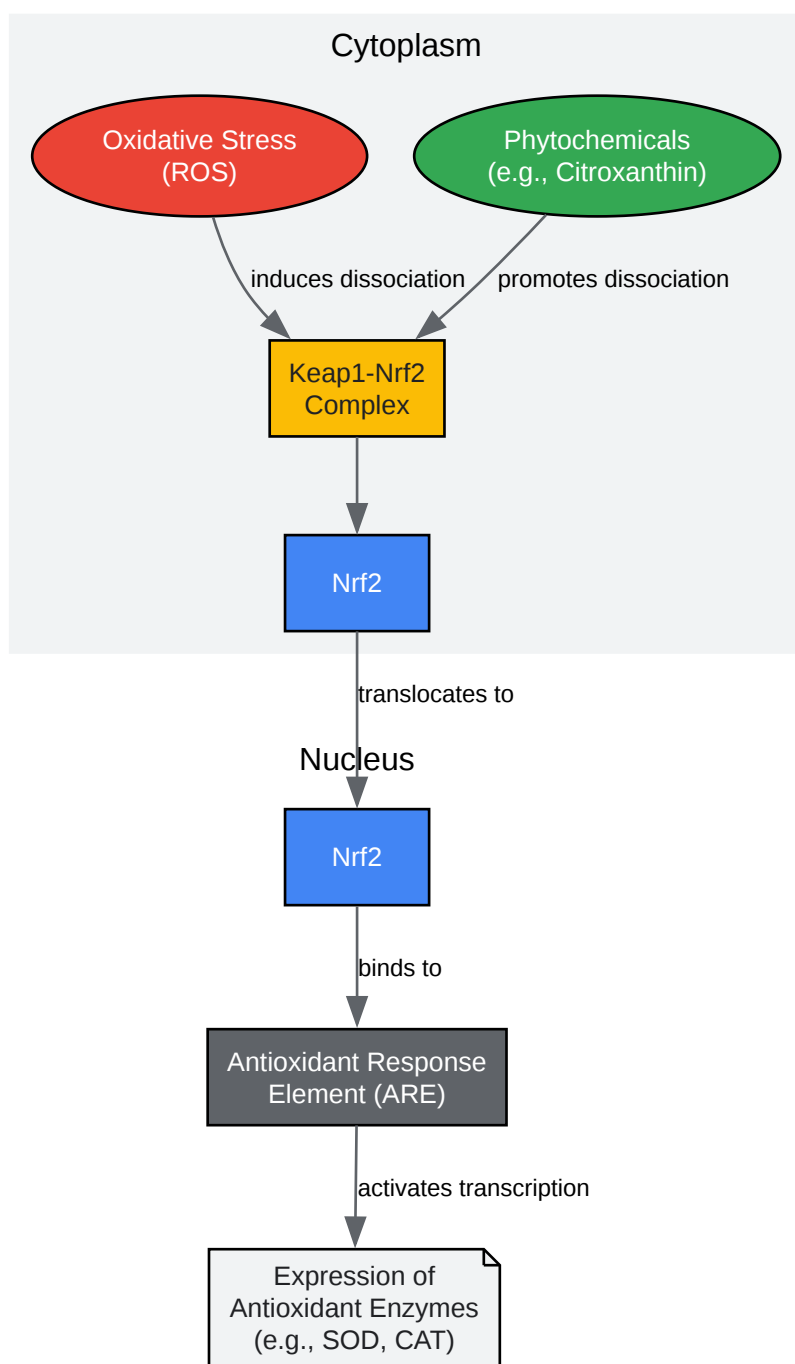 Cytoplasm
Oxidative Stress
(ROS)
Phytochemicals
(e.g., Citroxanthin)
induces dissociation
promotes dissociation
Keap1-Nrf2
Complex
Nrf2
translocates to
Nucleus
Nrf2
binds to
Antioxidant Response
Element (ARE)
activates transcription
Expression of
Antioxidant Enzymes
(e.g., SOD, CAT)